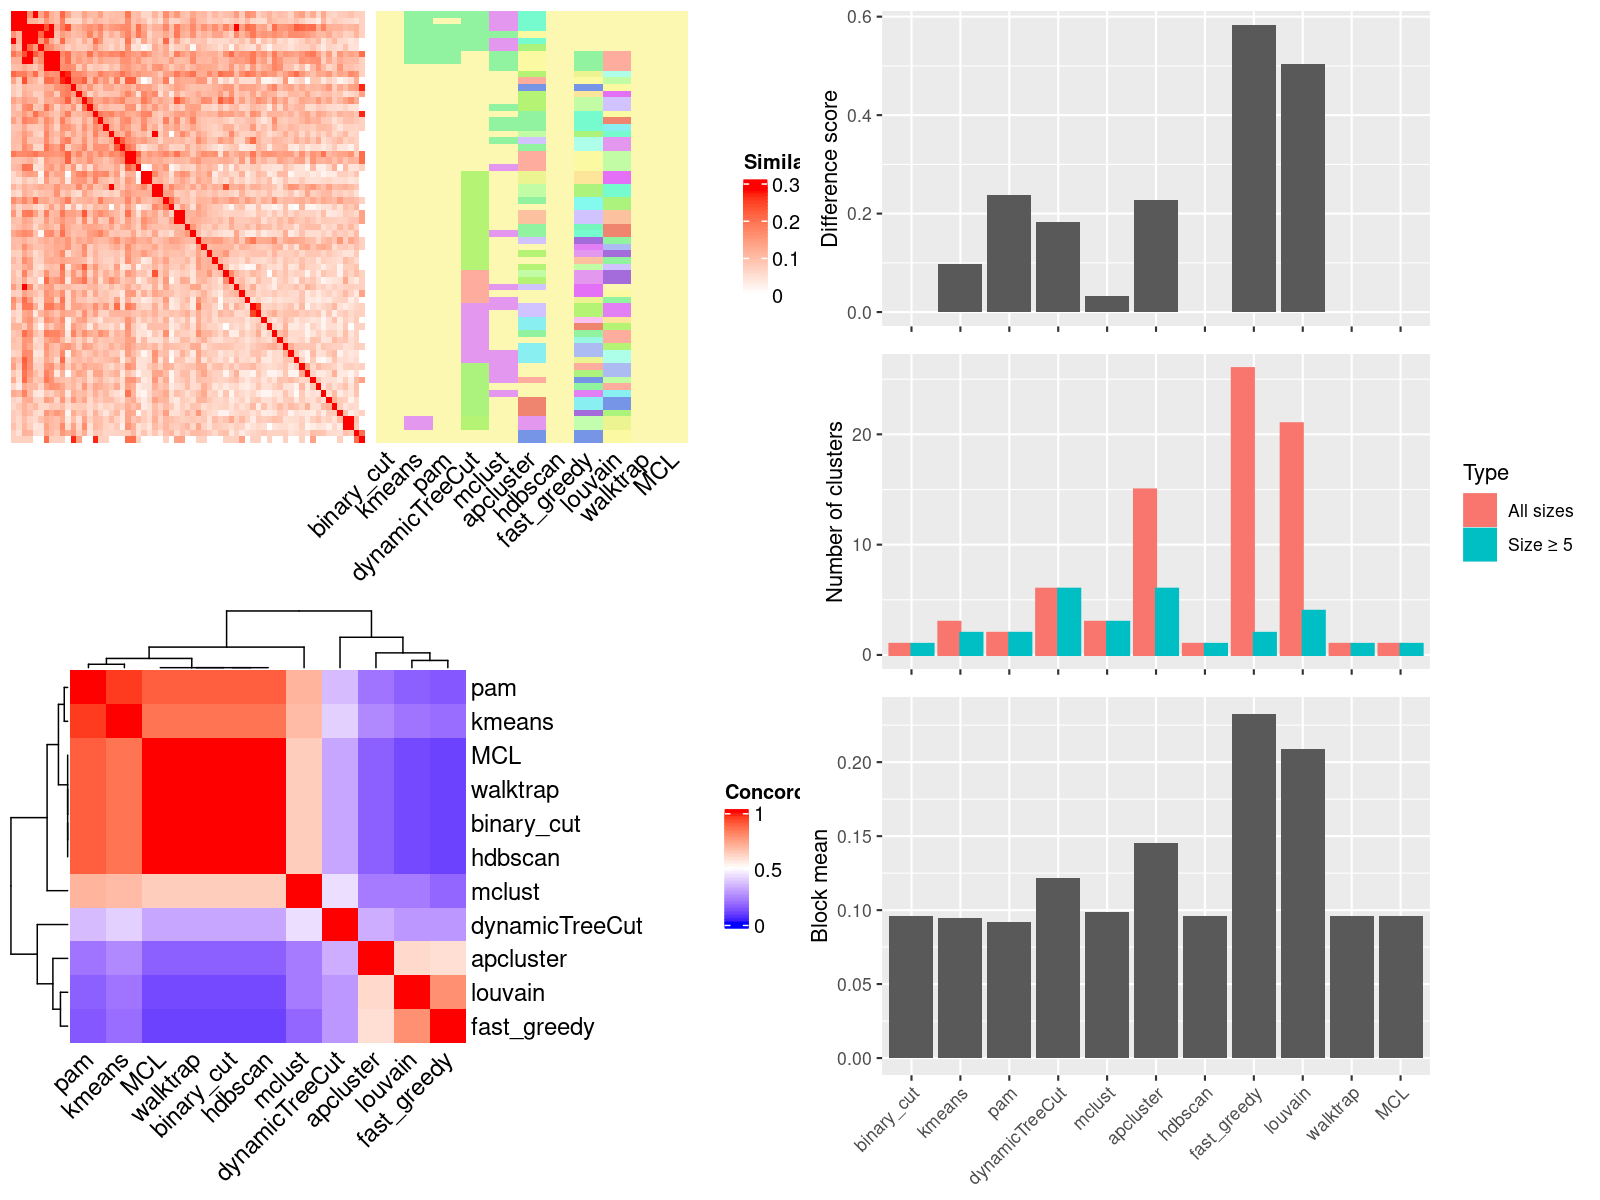 Simila
0.3
0.2
0.1
0
binary_cut
kmeans
pam
dynamicTreeCut
mclust
apcluster
hdbscan
fast_greedy
louvain
walktrap
MCL
Concord
1
0.5
0
pam
kmeans
MCL
walktrap
binary_cut
hdbscan
mclust
dynamicTreeCut
apcluster
louvain
fast_greedy
pam
kmeans
MCL
walktrap
binary_cut
hdbscan
mclust
dynamicTreeCut
apcluster
louvain
fast_greedy
Difference score
0.6
0.4
0.2
0.0
Number of clusters
20
10
0
Type
All sizes
Size ≥ 5
Block mean
0.20
0.15
0.10
0.05
0.00
binary_cut
kmeans
pam
dynamicTreeCut
mclust
apcluster
hdbscan
fast_greedy
louvain
walktrap
MCL